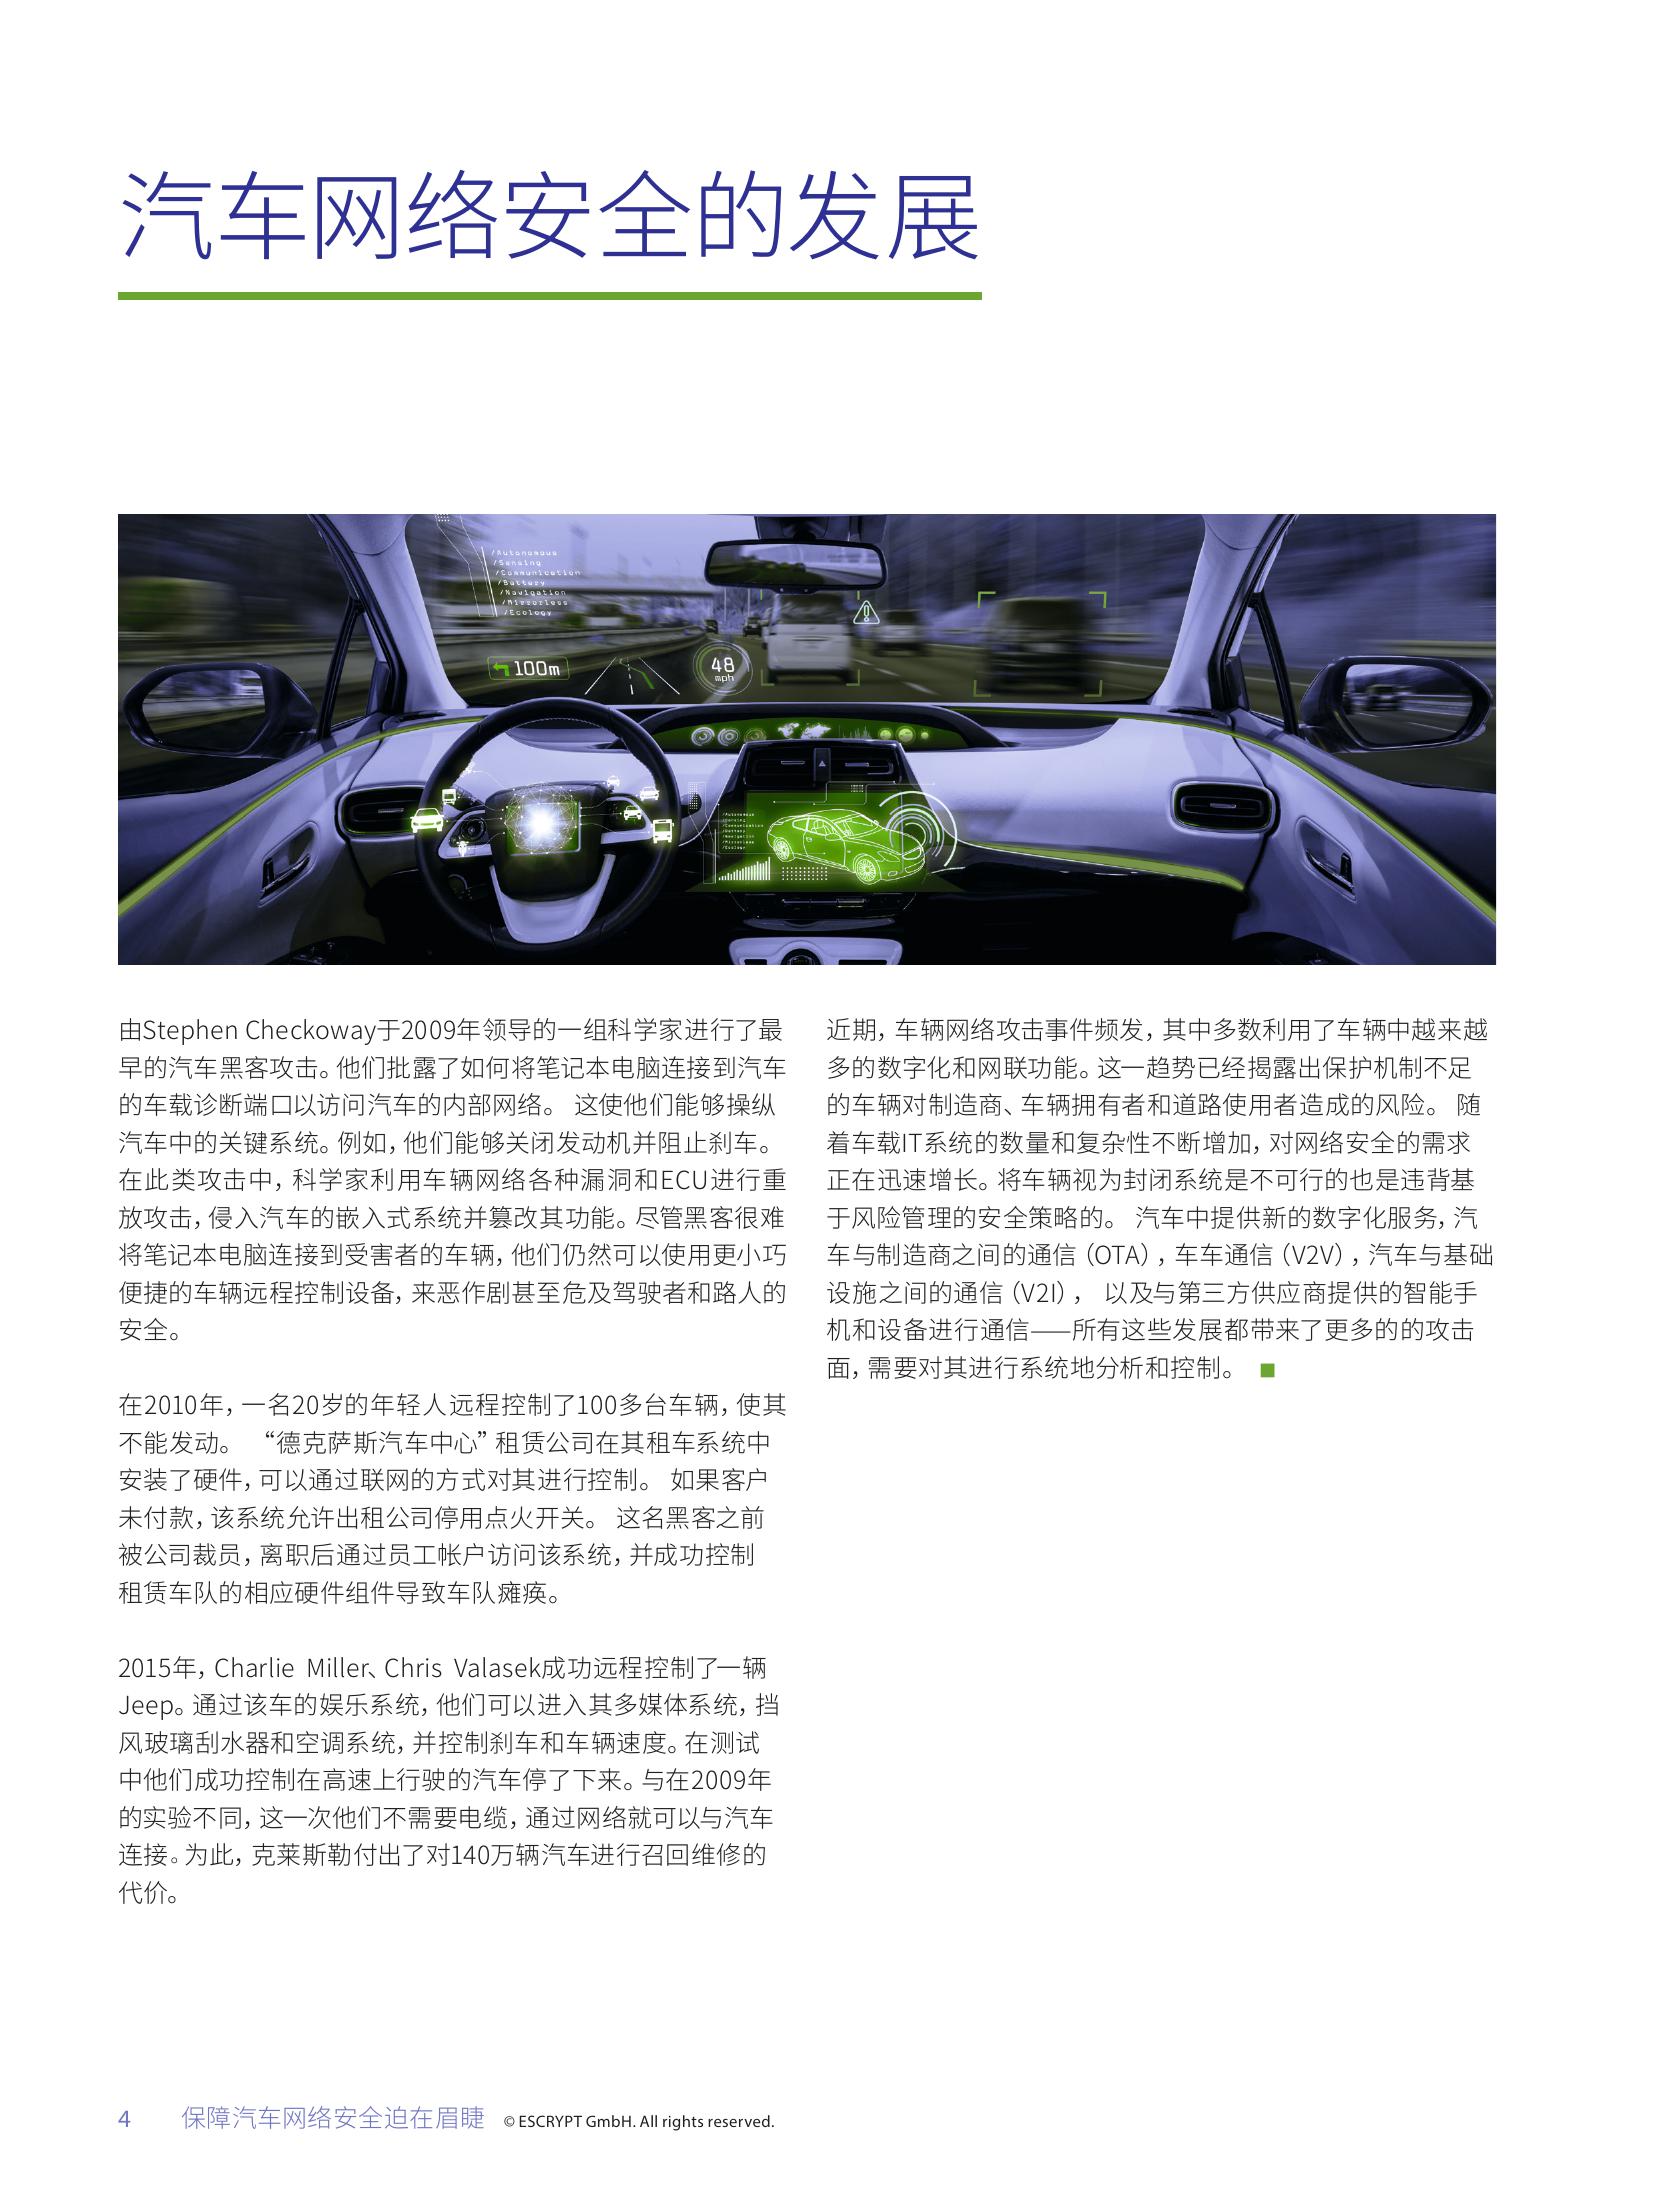 汽车网络安全的发展
/Autonomous
/Sensing
/Communication
/Battery
/Navigation
/Mirrorless
/Ecology
100m
48
mph
/Autonomous
/Sensing
/Communication
/Battery
/Navigation
/Mirrorless
/Ecology
由Stephen Checkoway于2009年领导的一组科学家进行了最
早的汽车黑客攻击。他们批露了如何将笔记本电脑连接到汽车
的车载诊断端口以访问汽车的内部网络。 这使他们能够操纵
汽车中的关键系统。例如,他们能够关闭发动机并阻止刹车。
在此类攻击中,科学家利用车辆网络各种漏洞和ECU进行重
放攻击,侵入汽车的嵌入式系统并篡改其功能。尽管黑客很难
将笔记本电脑连接到受害者的车辆,他们仍然可以使用更小巧
便捷的车辆远程控制设备,来恶作剧甚至危及驾驶者和路人的
安全。
在2010年,一名20岁的年轻人远程控制了100多台车辆,使其
不能发动。 “德克萨斯汽车中心”租赁公司在其租车系统中
安装了硬件,可以通过联网的方式对其进行控制。 如果客户
未付款,该系统允许出租公司停用点火开关。 这名黑客之前
被公司裁员,离职后通过员工帐户访问该系统,并成功控制
租赁车队的相应硬件组件导致车队瘫痪。
2015年,Charlie Miller、Chris Valasek成功远程控制了一辆
Jeep。通过该车的娱乐系统,他们可以进入其多媒体系统,挡
风玻璃刮水器和空调系统,并控制刹车和车辆速度。在测试
中他们成功控制在高速上行驶的汽车停了下来。与在2009年
的实验不同,这一次他们不需要电缆,通过网络就可以与汽车
连接。为此,克莱斯勒付出了对140万辆汽车进行召回维修的
代价。
近期,车辆网络攻击事件频发,其中多数利用了车辆中越来越
多的数字化和网联功能。这一趋势已经揭露出保护机制不足
的车辆对制造商、车辆拥有者和道路使用者造成的风险。 随
着车载IT系统的数量和复杂性不断增加,对网络安全的需求
正在迅速增长。将车辆视为封闭系统是不可行的也是违背基
于风险管理的安全策略的。 汽车中提供新的数字化服务,汽
车与制造商之间的通信(OTA),车车通信(V2V),汽车与基础
设施之间的通信(V2I), 以及与第三方供应商提供的智能手
机和设备进行通信——所有这些发展都带来了更多的的攻击
面,需要对其进行系统地分析和控制。
4 保障汽车网络安全迫在眉睫 © ESCRYPT GmbH. All rights reserved.